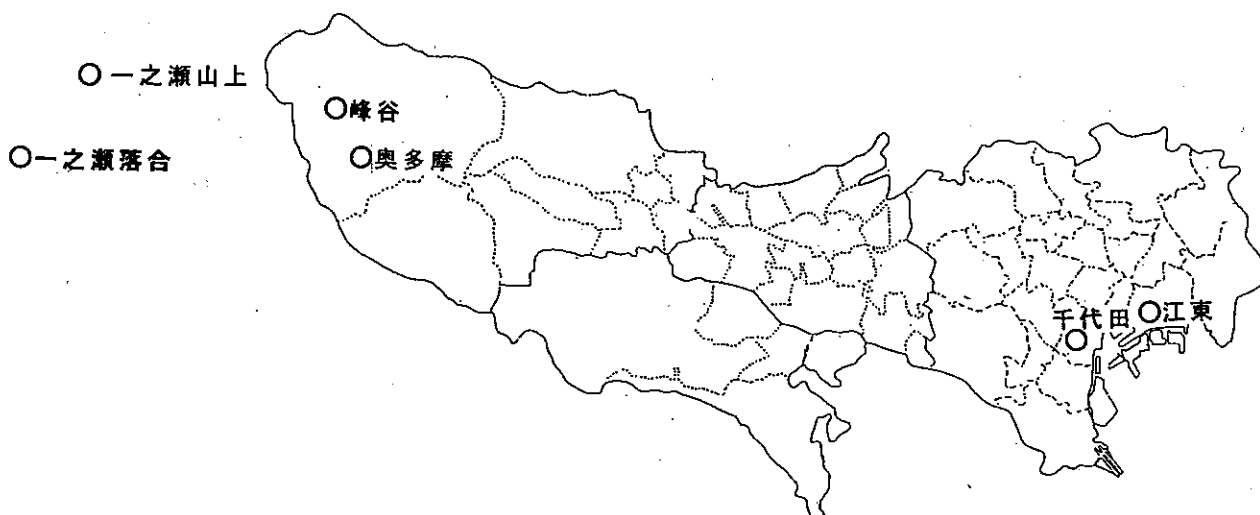 一之瀬山上
峰谷
一之瀬落合
奥多摩
千代田
江東